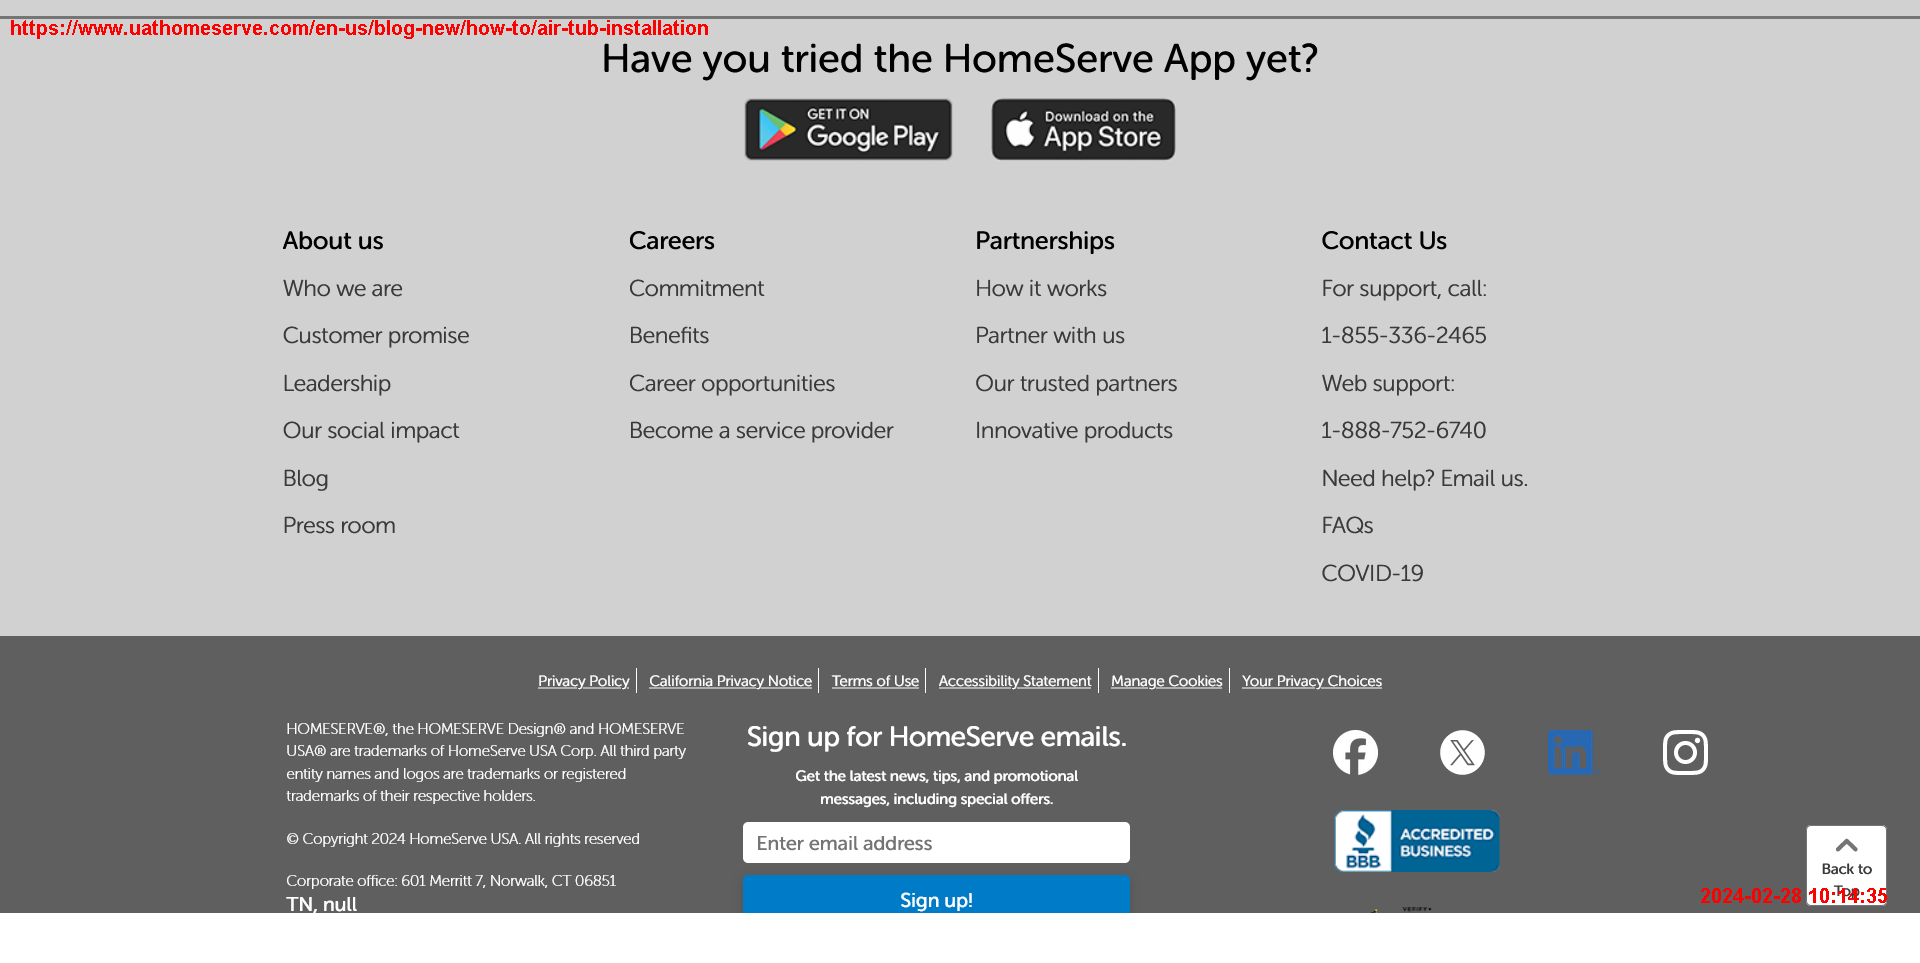 https://www.uathomeserve.com/en-us/blog-new/how-to/air-tub-installation
Have you tried the HomeServe App yet?
GET IT ON
Google Play
Download on the
App Store
About us
Who we are
Customer promise
Leadership
Our social impact
Blog
Press room
Careers
Commitment
Benefits
Career opportunities
Become a service provider
Partnerships
How it works
Partner with us
Our trusted partners
Innovative products
Contact Us
For support, call:
1-855-336-2465
Web support:
1-888-752-6740
Need help? Email us.
FAQs
COVID-19
Privacy Policy
California Privacy Notice
Terms of Use
Accessibility Statement
Manage Cookies
Your Privacy Choices
HOMESERVE®, the HOMESERVE Design® and HOMESERVE
USA® are trademarks of HomeServe USA Corp. All third party
entity names and logos are trademarks or registered
trademarks of their respective holders.
© Copyright 2024 HomeServe USA. All rights reserved
Corporate office: 601 Merritt 7, Norwalk, CT 06851
TN, null
Sign up for HomeServe emails.
Get the latest news, tips, and promotional
messages, including special offers.
Enter email address
Sign up!
in
BBB
ACCREDITED
BUSINESS
Back to
Top
2024-02-28 10:14:35